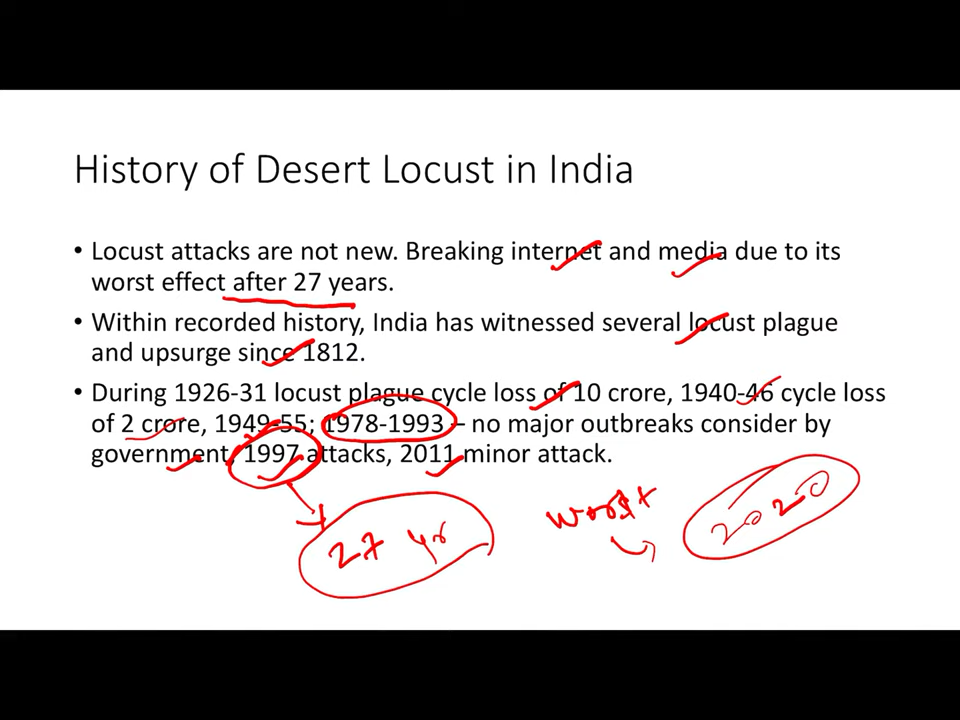 History of Desert Locust in India
• Locust attacks are not new. Breaking internet and media due to its
worst effect after 27 years.
• Within recorded history, India has witnessed several locust plague
and upsurge since 1812.
• During 1926-31 locust plague cycle loss of 10 crore, 1940-46 cycle loss
of 2 crore, 1949-55; 1978-1993 – no major outbreaks consider by
government, 1997 attacks, 2011 minor attack.
27 yr
worst
2020